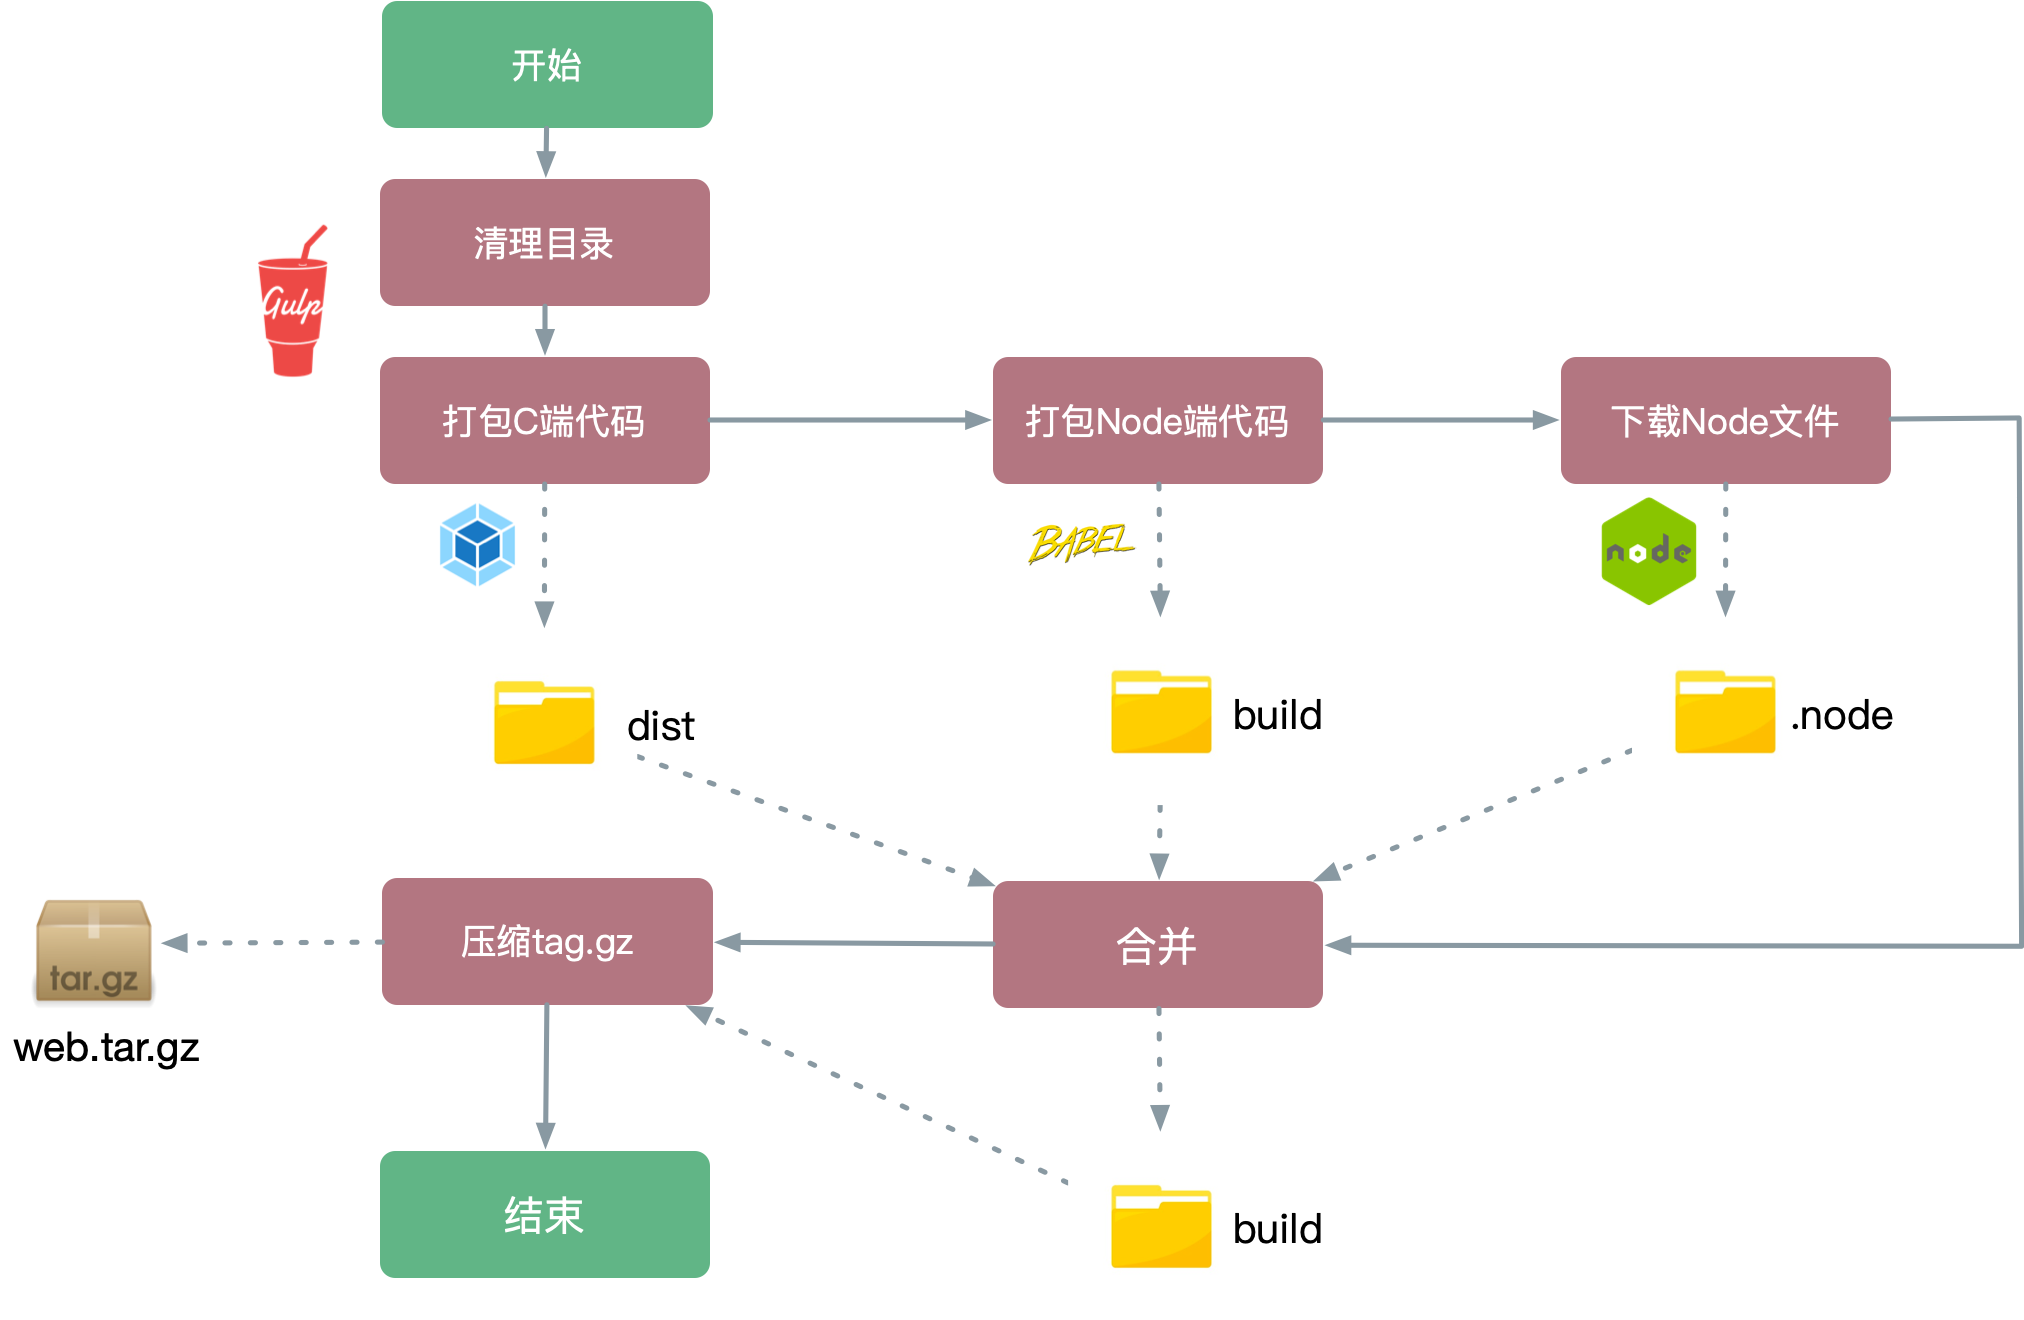 开始
清理目录
Gulp
打包C端代码
打包Node端代码
下载Node文件
BABEL
node
dist
build
.node
压缩tag.gz
合并
tar.gz
web.tar.gz
结束
build